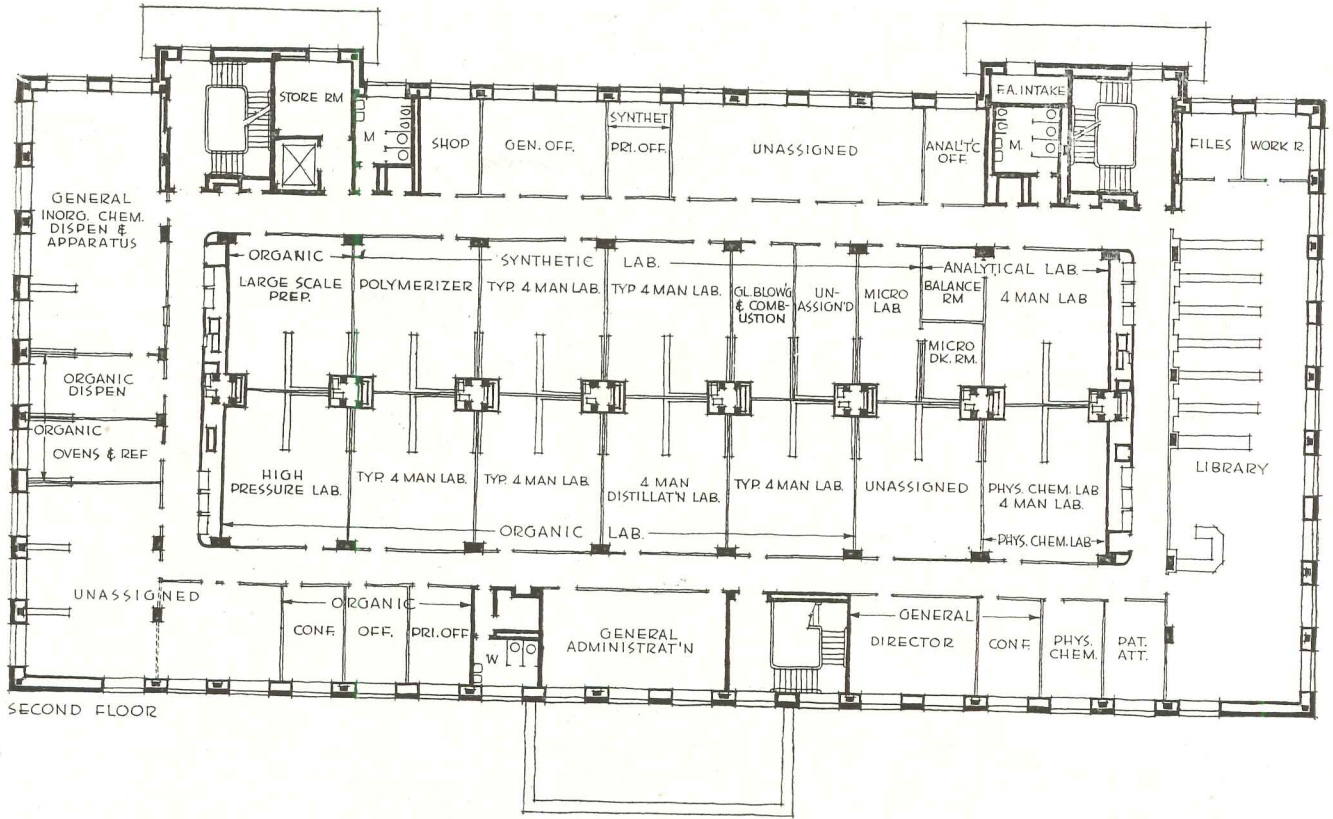 STORE RM
M
SHOP
GEN. OFF.
SYNTHET
PRI. OFF.
UNASSIGNED
ANAL'T'C
OFF.
F.A. INTAKE
M.
FILES
WORK R.
GENERAL
INORG. CHEM.
DISPEN &
APPARATUS
ORGANIC
DISPEN
ORGANIC
OVENS & REF
UNASSIGNED
ORGANIC
LARGE SCALE
PREP.
SYNTHETIC LAB.
POLYMERIZER
TYP. 4 MAN LAB.
TYP. 4 MAN LAB.
GL. BLOW'G
& COMB-
USTION
UN-
ASSIGN'D
MICRO
LAB
ANALYTICAL LAB.
BALANCE
RM
4 MAN LAB
MICRO
DK. RM.
HIGH
PRESSURE LAB.
TYP. 4 MAN LAB.
TYP. 4 MAN LAB.
4 MAN
DISTILLAT'N LAB.
TYP. 4 MAN LAB.
UNASSIGNED
PHYS. CHEM. LAB
4 MAN LAB.
ORGANIC LAB.
PHYS. CHEM. LAB
LIBRARY
ORGANIC
CONF.
OFF.
PRI. OFF
W
GENERAL
ADMINISTRAT'N
GENERAL
DIRECTOR
CONF.
PHYS.
CHEM.
PAT.
ATT.
SECOND FLOOR